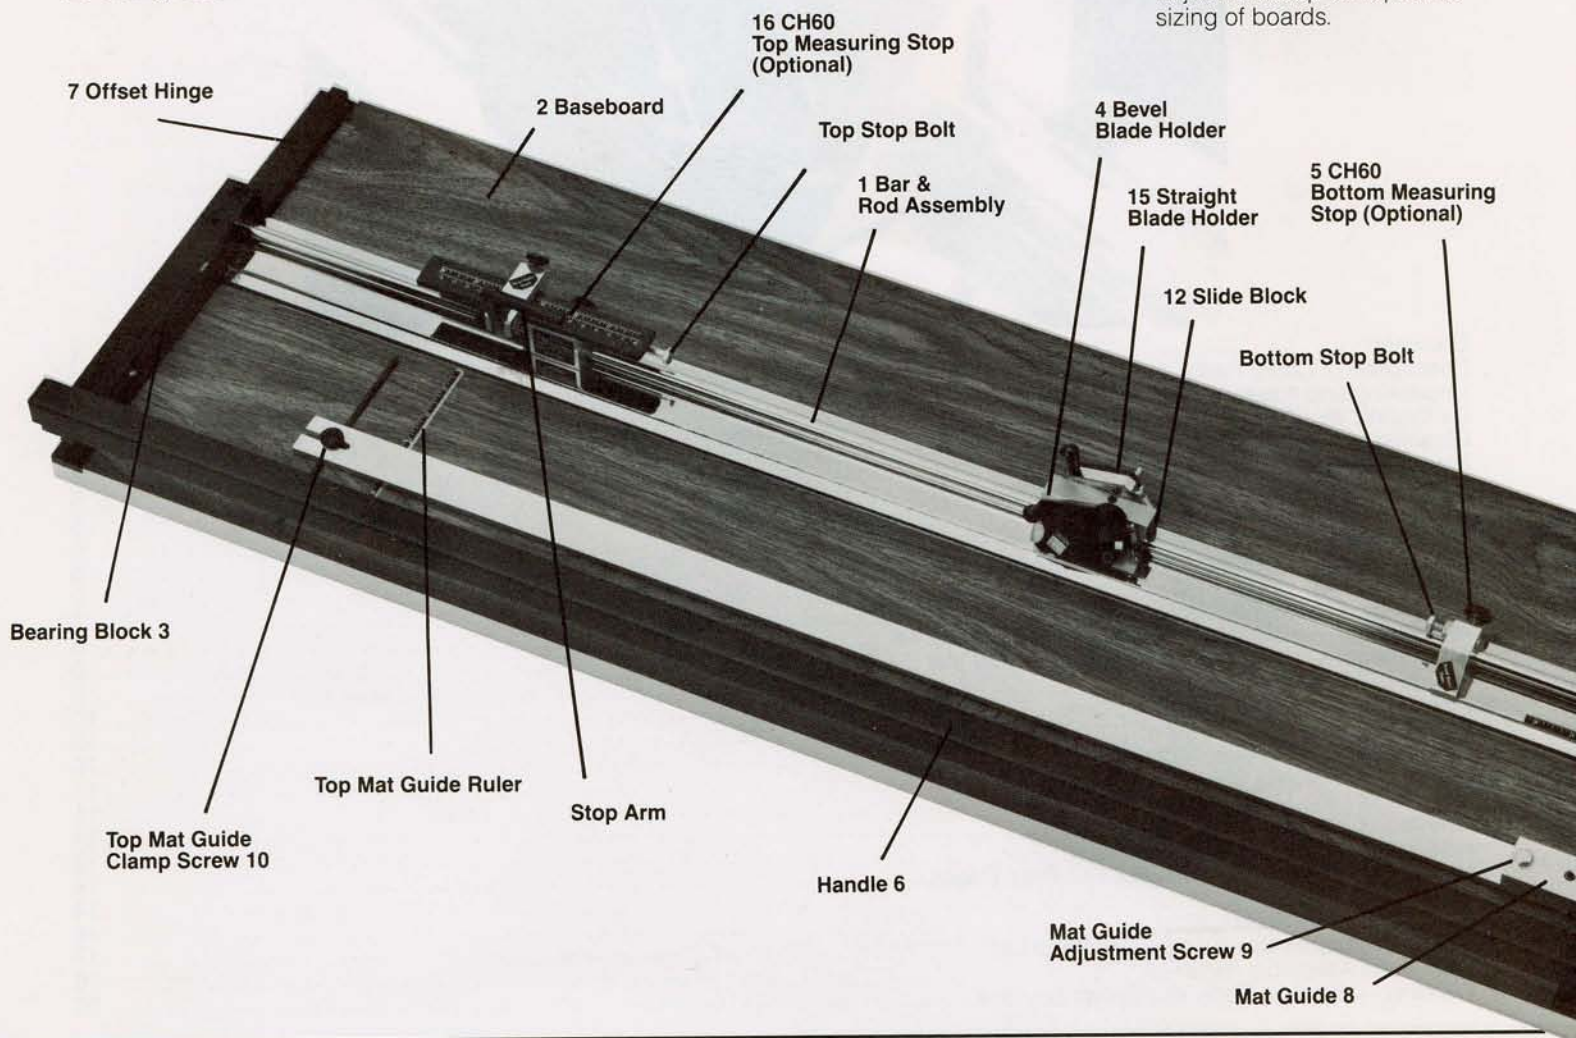 sizing of boards.
16 CH60
Top Measuring Stop
(Optional)
7 Offset Hinge
2 Baseboard
Top Stop Bolt
4 Bevel
Blade Holder
1 Bar &
Rod Assembly
15 Straight
Blade Holder
5 CH60
Bottom Measuring
Stop (Optional)
12 Slide Block
Bottom Stop Bolt
Bearing Block 3
Top Mat Guide Ruler
Stop Arm
Top Mat Guide
Clamp Screw 10
Handle 6
Mat Guide
Adjustment Screw 9
Mat Guide 8